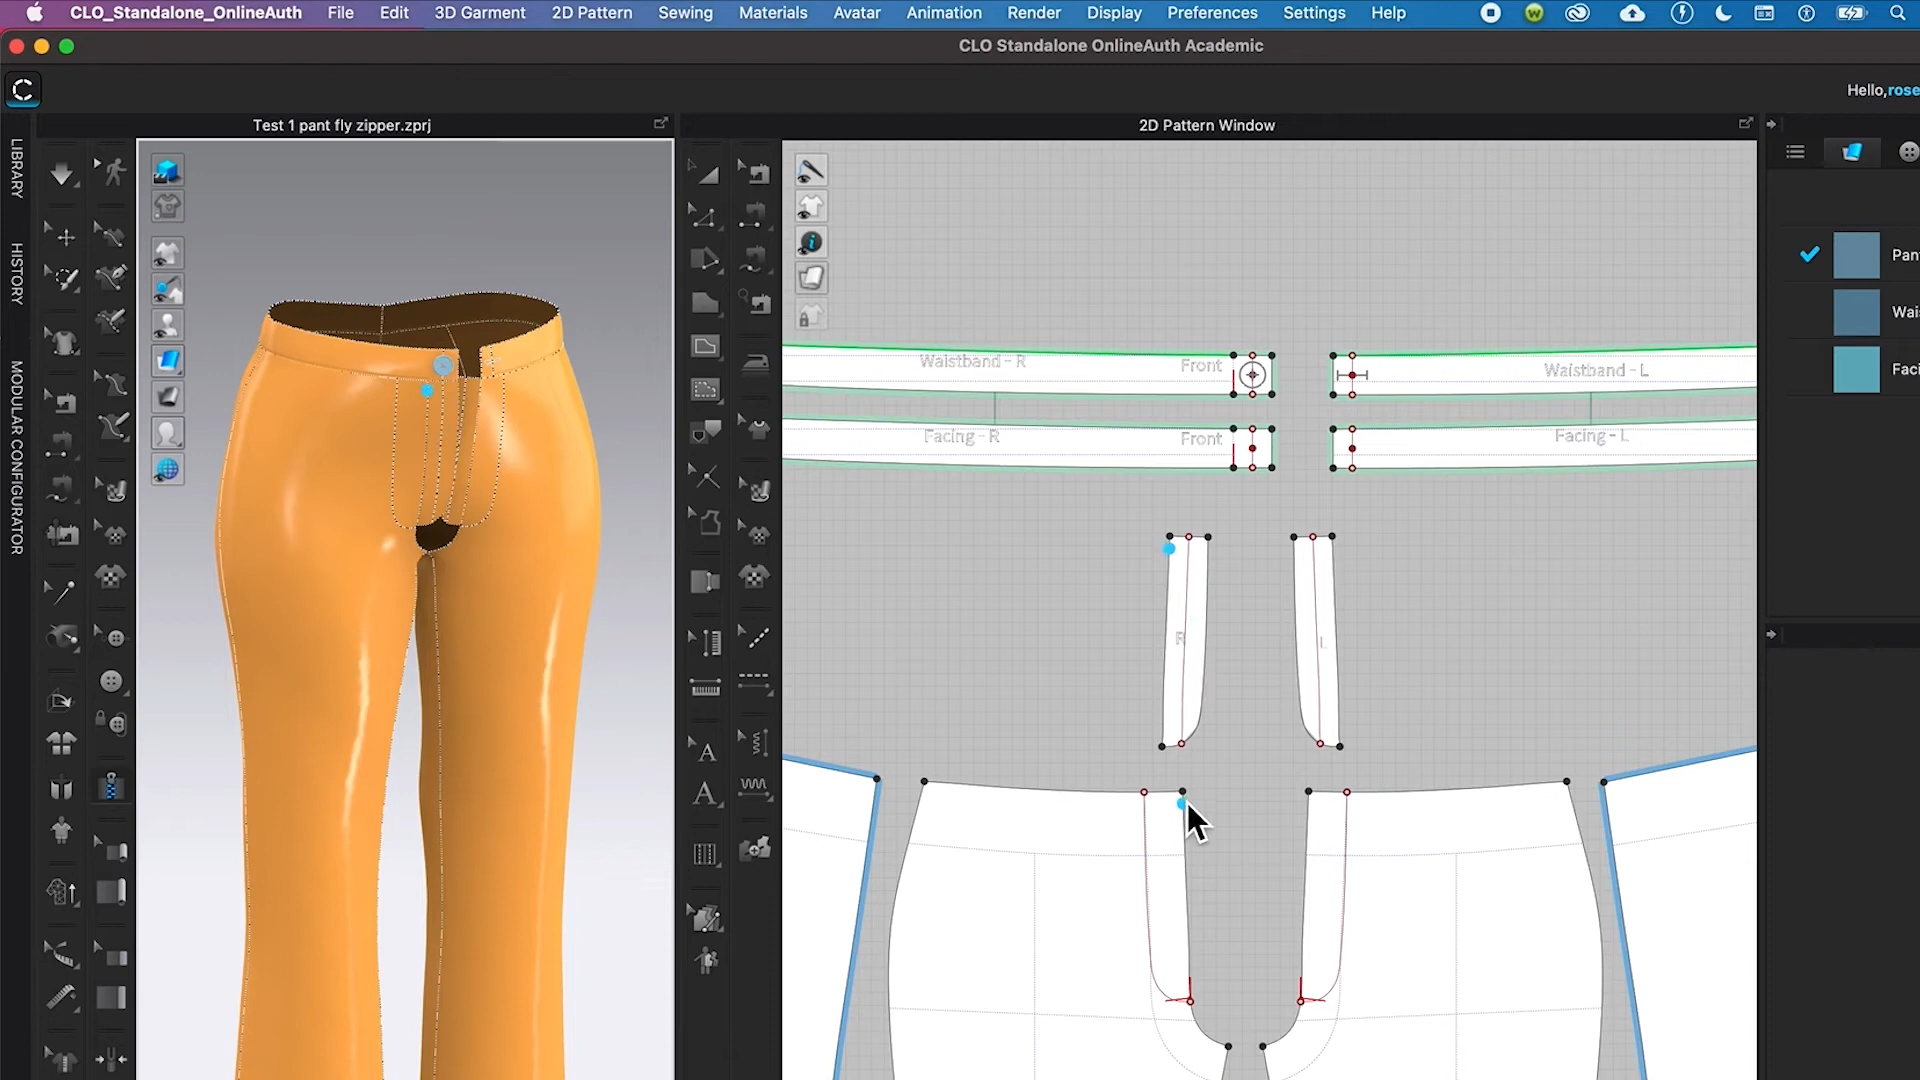 CLO_Standalone_OnlineAuth File Edit 3D Garment 2D Pattern Sewing Materials Avatar Animation Render Display Preferences Settings Help
CLO Standalone OnlineAuth Academic
Hello,rose
Test 1 pant fly zipper.zprj
2D Pattern Window
LIBRARY
HISTORY
MODULAR CONFIGURATOR
Pan
Wais
Faci
Waistband - R Front
Waistband - L
Facing - R Front
Facing - L
R
L
A
A